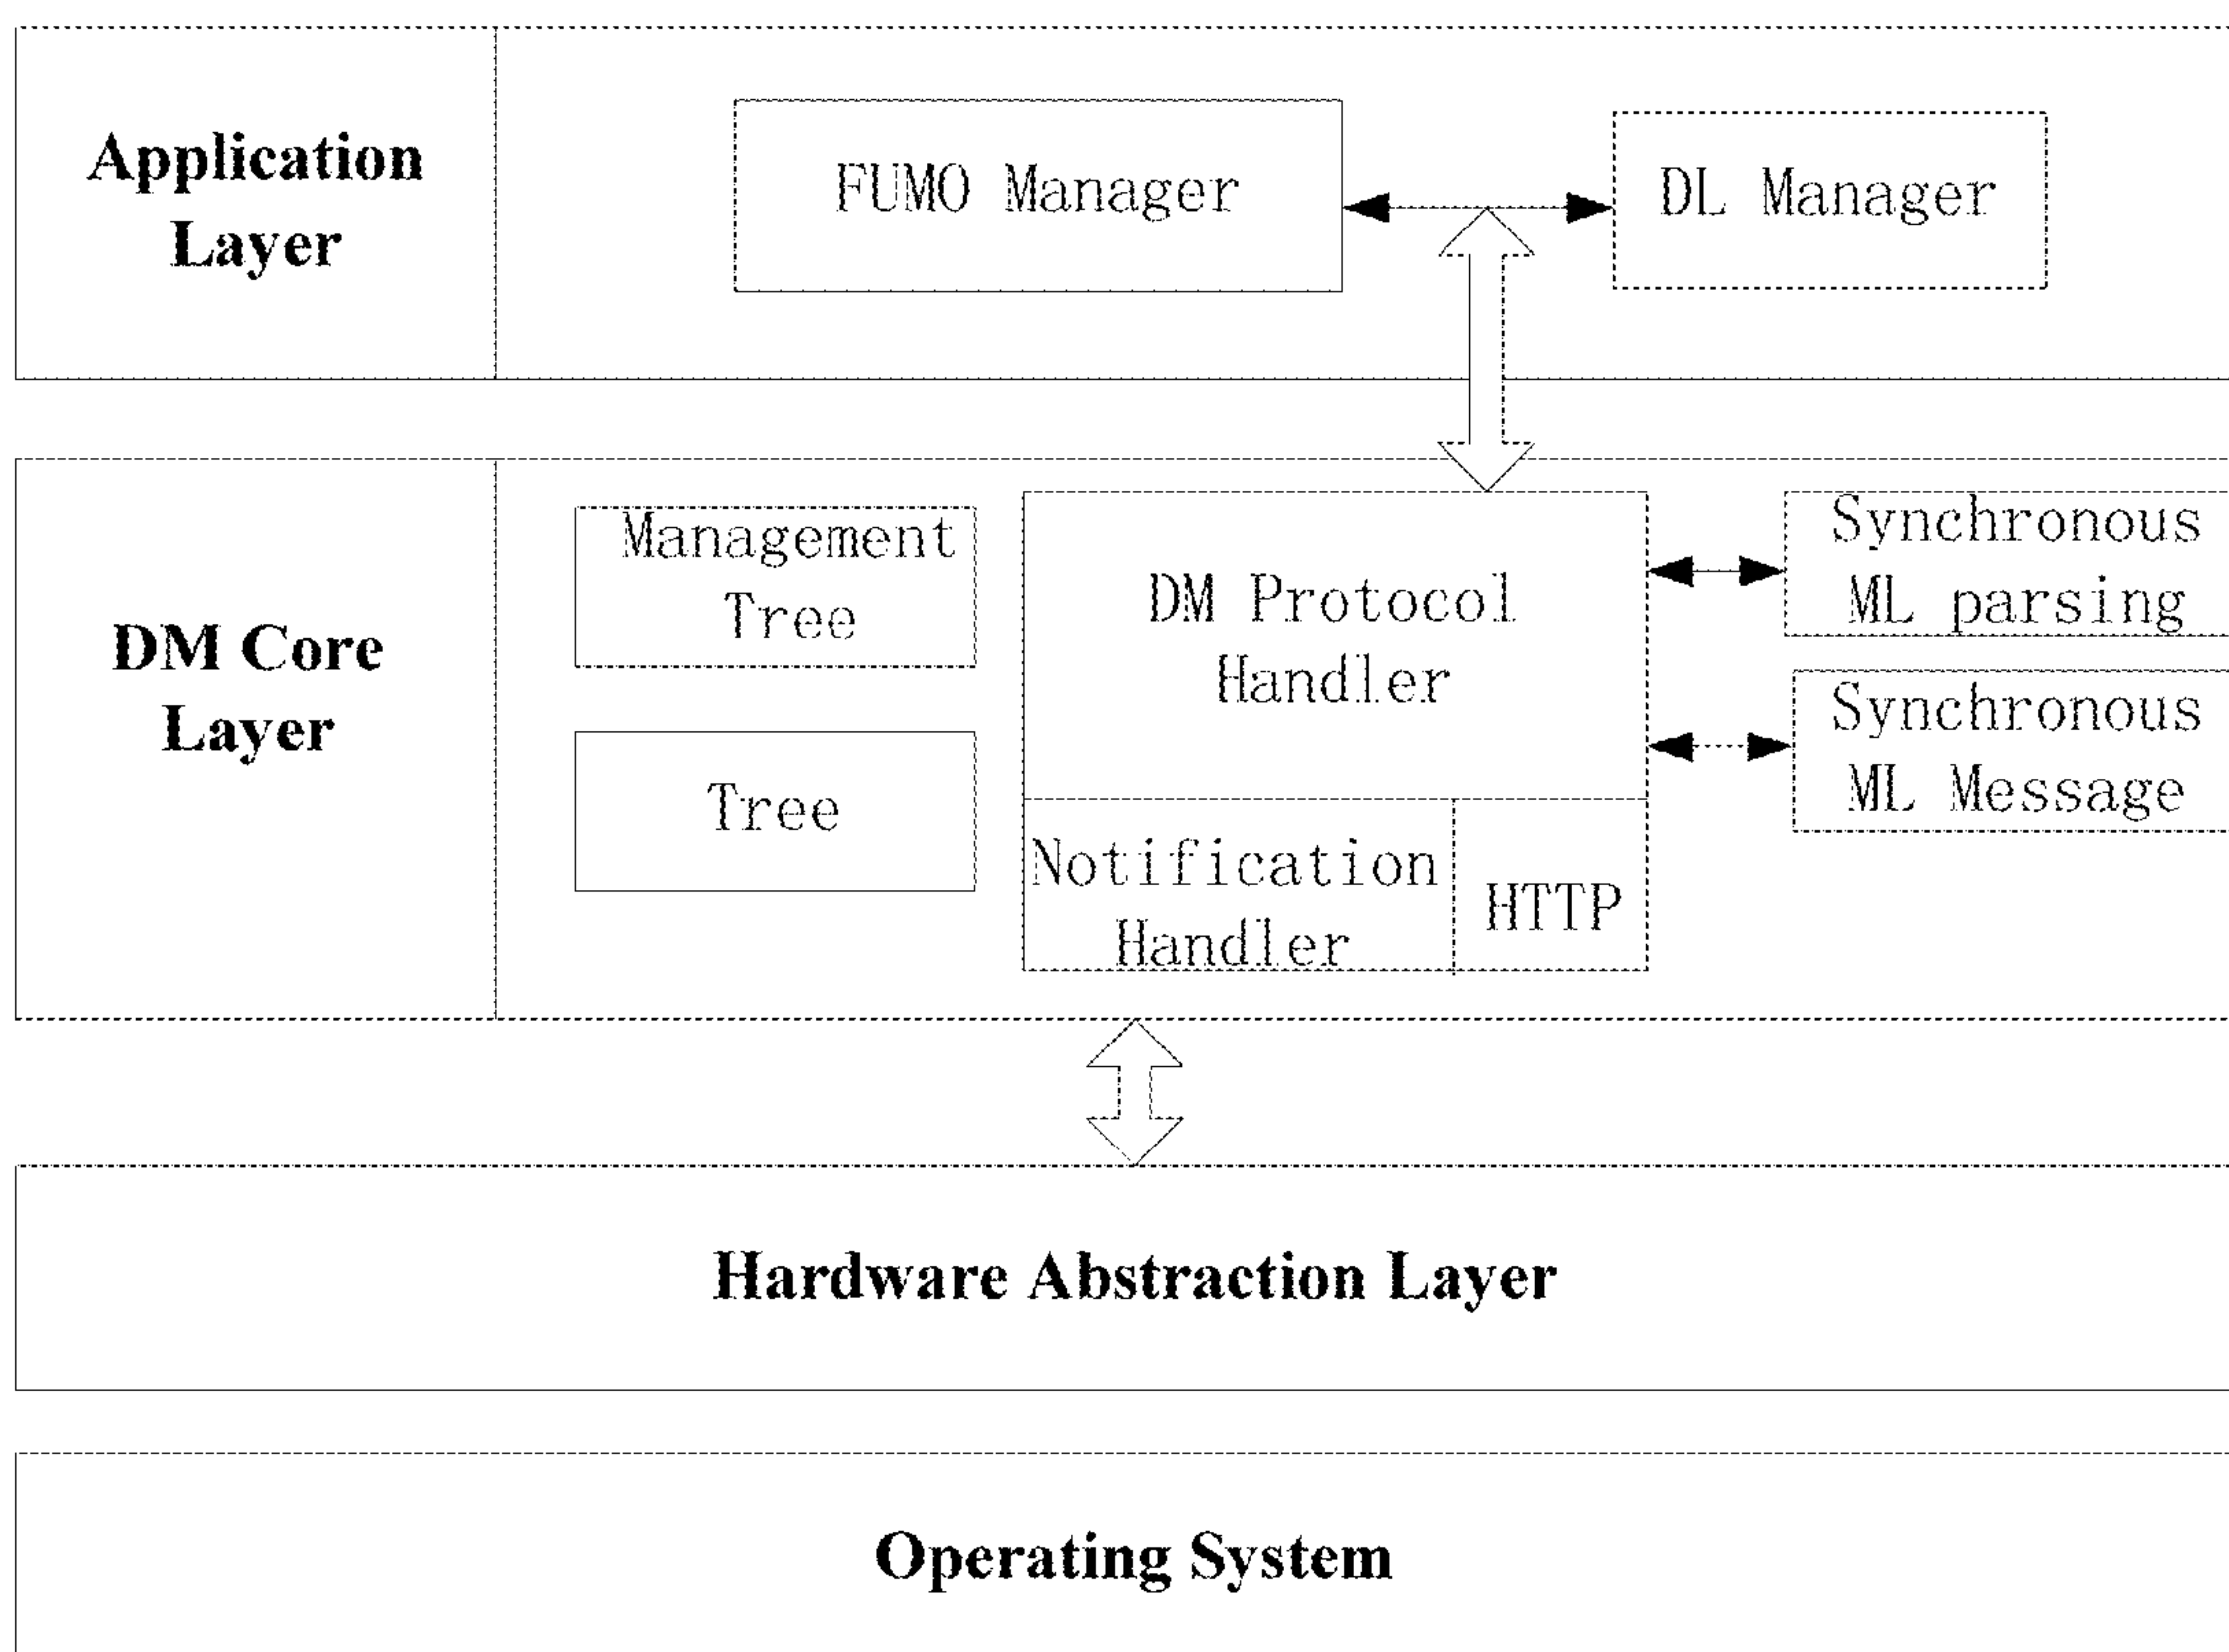 Application
Layer
FUMO Manager
DL Manager
DM Core
Layer
Management
Tree
Tree
DM Protocol
Handler
Notification
Handler
HTTP
Synchronous
ML parsing
Synchronous
ML Message
Hardware Abstraction Layer
Operating System